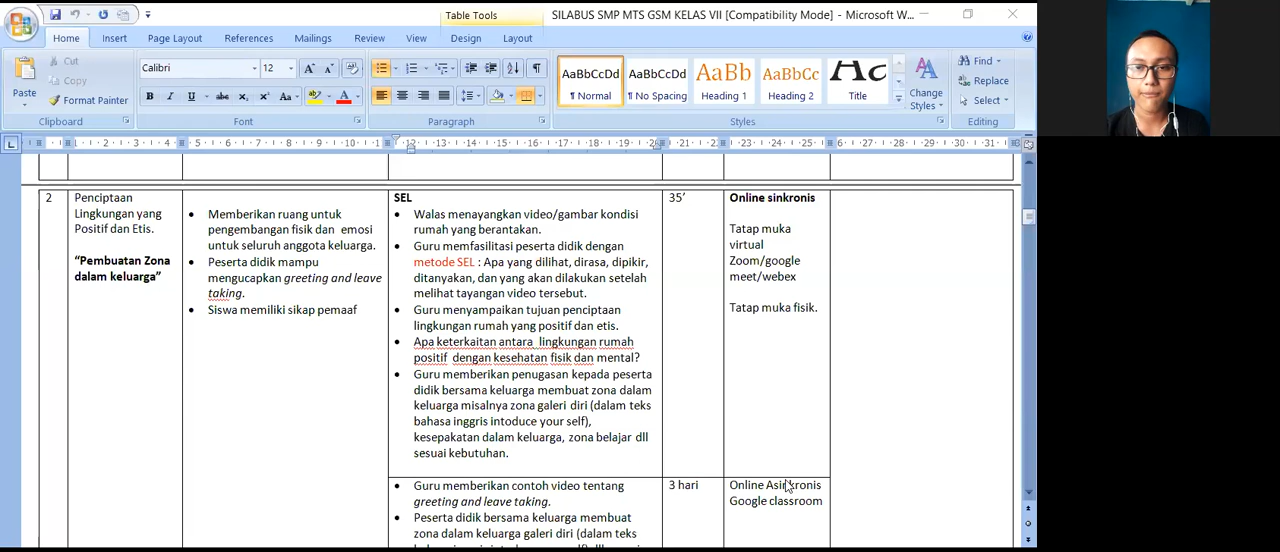 Table Tools
SILABUS SMP MTS GSM KELAS VII [Compatibility Mode] - Microsoft W...
Home
Insert
Page Layout
References
Mailings
Review
View
Design
Layout
Paste
Cut
Copy
Format Painter
Clipboard
Calibri
12
Font
Paragraph
AaBbCcDd
¶ Normal
AaBbCcDd
¶ No Spacing
AaBb
Heading 1
AaBbCc
Heading 2
Title
Change
Styles
Styles
Find
Replace
Select
Editing
2
Penciptaan
Lingkungan yang
Positif dan Etis.
“Pembuatan Zona
dalam keluarga”
Memberikan ruang untuk
pengembangan fisik dan emosi
untuk seluruh anggota keluarga.
Peserta didik mampu
mengucapkan greeting and leave
taking.
Siswa memiliki sikap pemaaf
SEL
Walas menayangkan video/gambar kondisi
rumah yang berantakan.
Guru memfasilitasi peserta didik dengan
metode SEL : Apa yang dilihat, dirasa, dipikir,
ditanyakan, dan yang akan dilakukan setelah
melihat tayangan video tersebut.
Guru menyampaikan tujuan penciptaan
lingkungan rumah yang positif dan etis.
Apa keterkaitan antara lingkungan rumah
positif dengan kesehatan fisik dan mental?
Guru memberikan penugasan kepada peserta
didik bersama keluarga membuat zona dalam
keluarga misalnya zona galeri diri (dalam teks
bahasa inggris intoduce your self),
kesepakatan dalam keluarga, zona belajar dll
sesuai kebutuhan.
35’
Online sinkronis
Tatap muka
virtual
Zoom/google
meet/webex
Tatap muka fisik.
Guru memberikan contoh video tentang
greeting and leave taking.
Peserta didik bersama keluarga membuat
zona dalam keluarga galeri diri (dalam teks
3 hari
Online Asinkronis
Google classroom